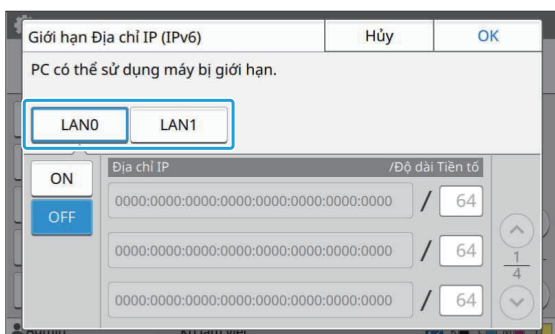 Giới hạn Địa chỉ IP (IPv6) Hủy OK
PC có thể sử dụng máy bị giới hạn.
LAN0 LAN1
Địa chỉ IP /Độ dài Tiền tố
ON
0000:0000:0000:0000:0000:0000:0000:0000 / 64
OFF
0000:0000:0000:0000:0000:0000:0000:0000 / 64
1
4
0000:0000:0000:0000:0000:0000:0000:0000 / 64
Admin